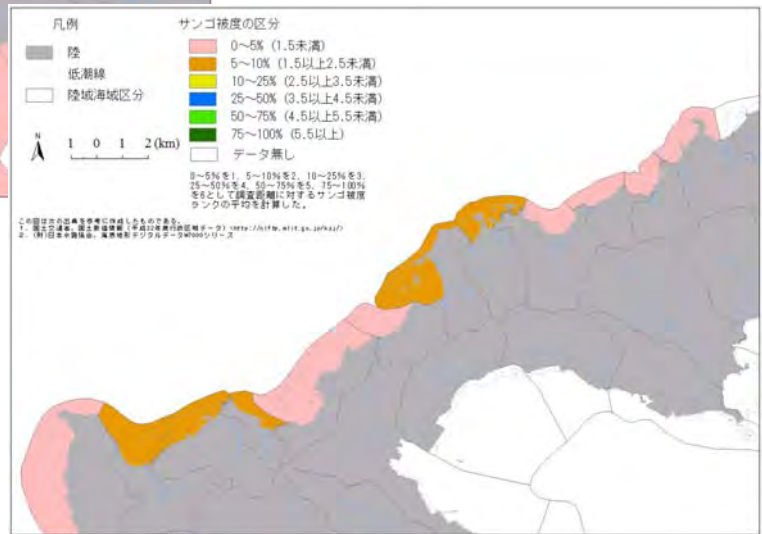 凡例
陸
低潮線
陸域海域区分
N
1 0 1 2 (km)
サンゴ被度の区分
0～5% (1.5未満)
5～10% (1.5以上2.5未満)
10～25% (2.5以上3.5未満)
25～50% (3.5以上4.5未満)
50～75% (4.5以上5.5未満)
75～100% (5.5以上)
データ無し
0～5%を1、5～10%を2、10～25%を3、
25～50%を4、50～75%を5、75～100%
を6として調査距離に対するサンゴ被度
ランクの平均を計算した。
この図は次の出典を参考に作成したものである。
1. 国土交通省、国土数値情報
2. (財)日本水路協会、海底地形デジタルデータM7000シリーズ